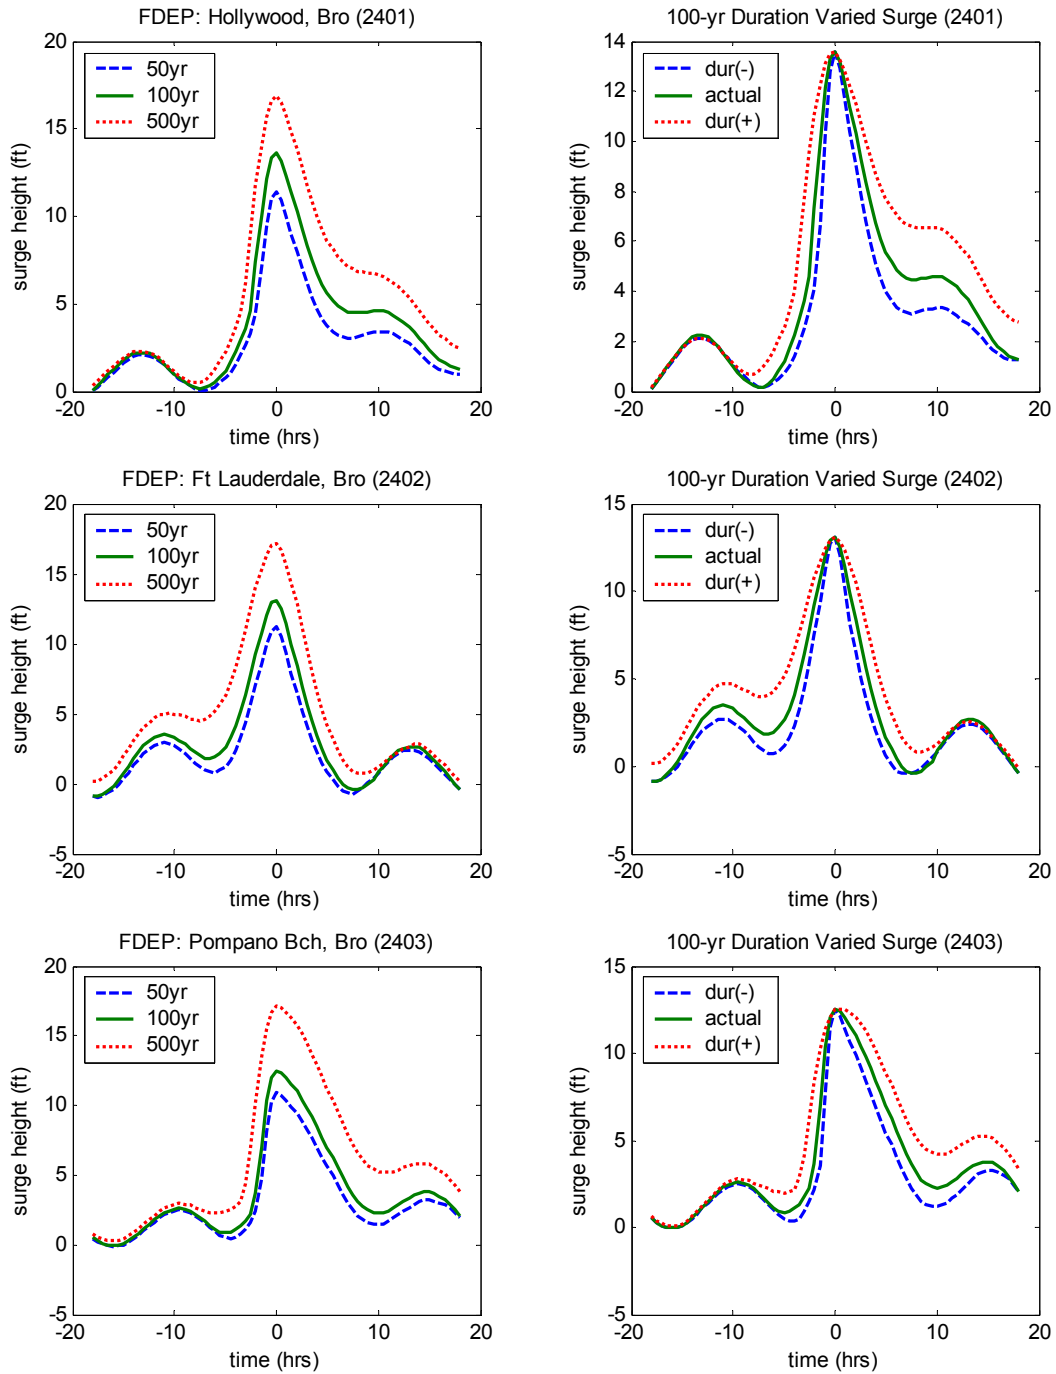 FDEP: Hollywood, Bro (2401)
20
15
10
5
0
-20
-10
0
10
20
surge height (ft)
time (hrs)
50yr
100yr
500yr
100-yr Duration Varied Surge (2401)
14
12
10
8
6
4
2
0
-20
-10
0
10
20
surge height (ft)
time (hrs)
dur(-)
actual
dur(+)
FDEP: Ft Lauderdale, Bro (2402)
20
15
10
5
0
-5
-20
-10
0
10
20
surge height (ft)
time (hrs)
50yr
100yr
500yr
100-yr Duration Varied Surge (2402)
15
10
5
0
-5
-20
-10
0
10
20
surge height (ft)
time (hrs)
dur(-)
actual
dur(+)
FDEP: Pompano Bch, Bro (2403)
20
15
10
5
0
-5
-20
-10
0
10
20
surge height (ft)
time (hrs)
50yr
100yr
500yr
100-yr Duration Varied Surge (2403)
15
10
5
0
-5
-20
-10
0
10
20
surge height (ft)
time (hrs)
dur(-)
actual
dur(+)